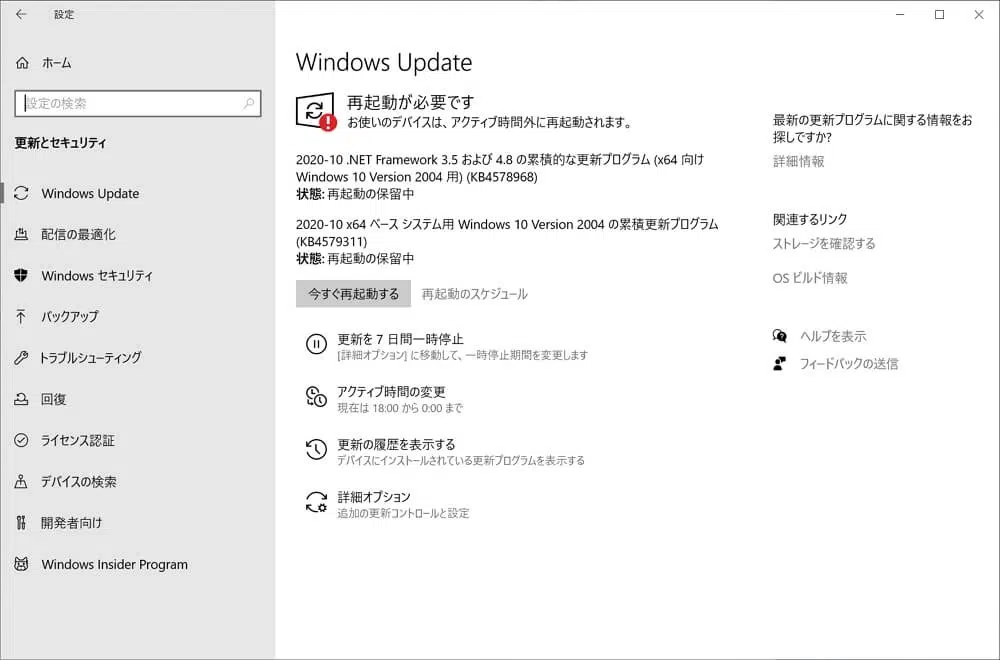 設定
ホーム
設定の検索
更新とセキュリティ
Windows Update
配信の最適化
Windows セキュリティ
バックアップ
トラブルシューティング
回復
ライセンス認証
デバイスの検索
開発者向け
Windows Insider Program
Windows Update
再起動が必要です
お使いのデバイスは、アクティブ時間外に再起動されます。
2020-10 .NET Framework 3.5 および 4.8 の累積的な更新プログラム (x64 向け
Windows 10 Version 2004 用) (KB4578968)
状態: 再起動の保留中
2020-10 x64 ベース システム用 Windows 10 Version 2004 の累積更新プログラム
(KB4579311)
状態: 再起動の保留中
今すぐ再起動する
再起動のスケジュール
更新を 7 日間一時停止
[詳細オプション] に移動して、一時停止期間を変更します
アクティブ時間の変更
現在は 18:00 から 0:00 まで
更新の履歴を表示する
デバイスにインストールされている更新プログラムを表示する
詳細オプション
追加の更新コントロールと設定
最新の更新プログラムに関する情報をお
探しですか?
詳細情報
関連するリンク
ストレージを確認する
OS ビルド情報
ヘルプを表示
フィードバックの送信